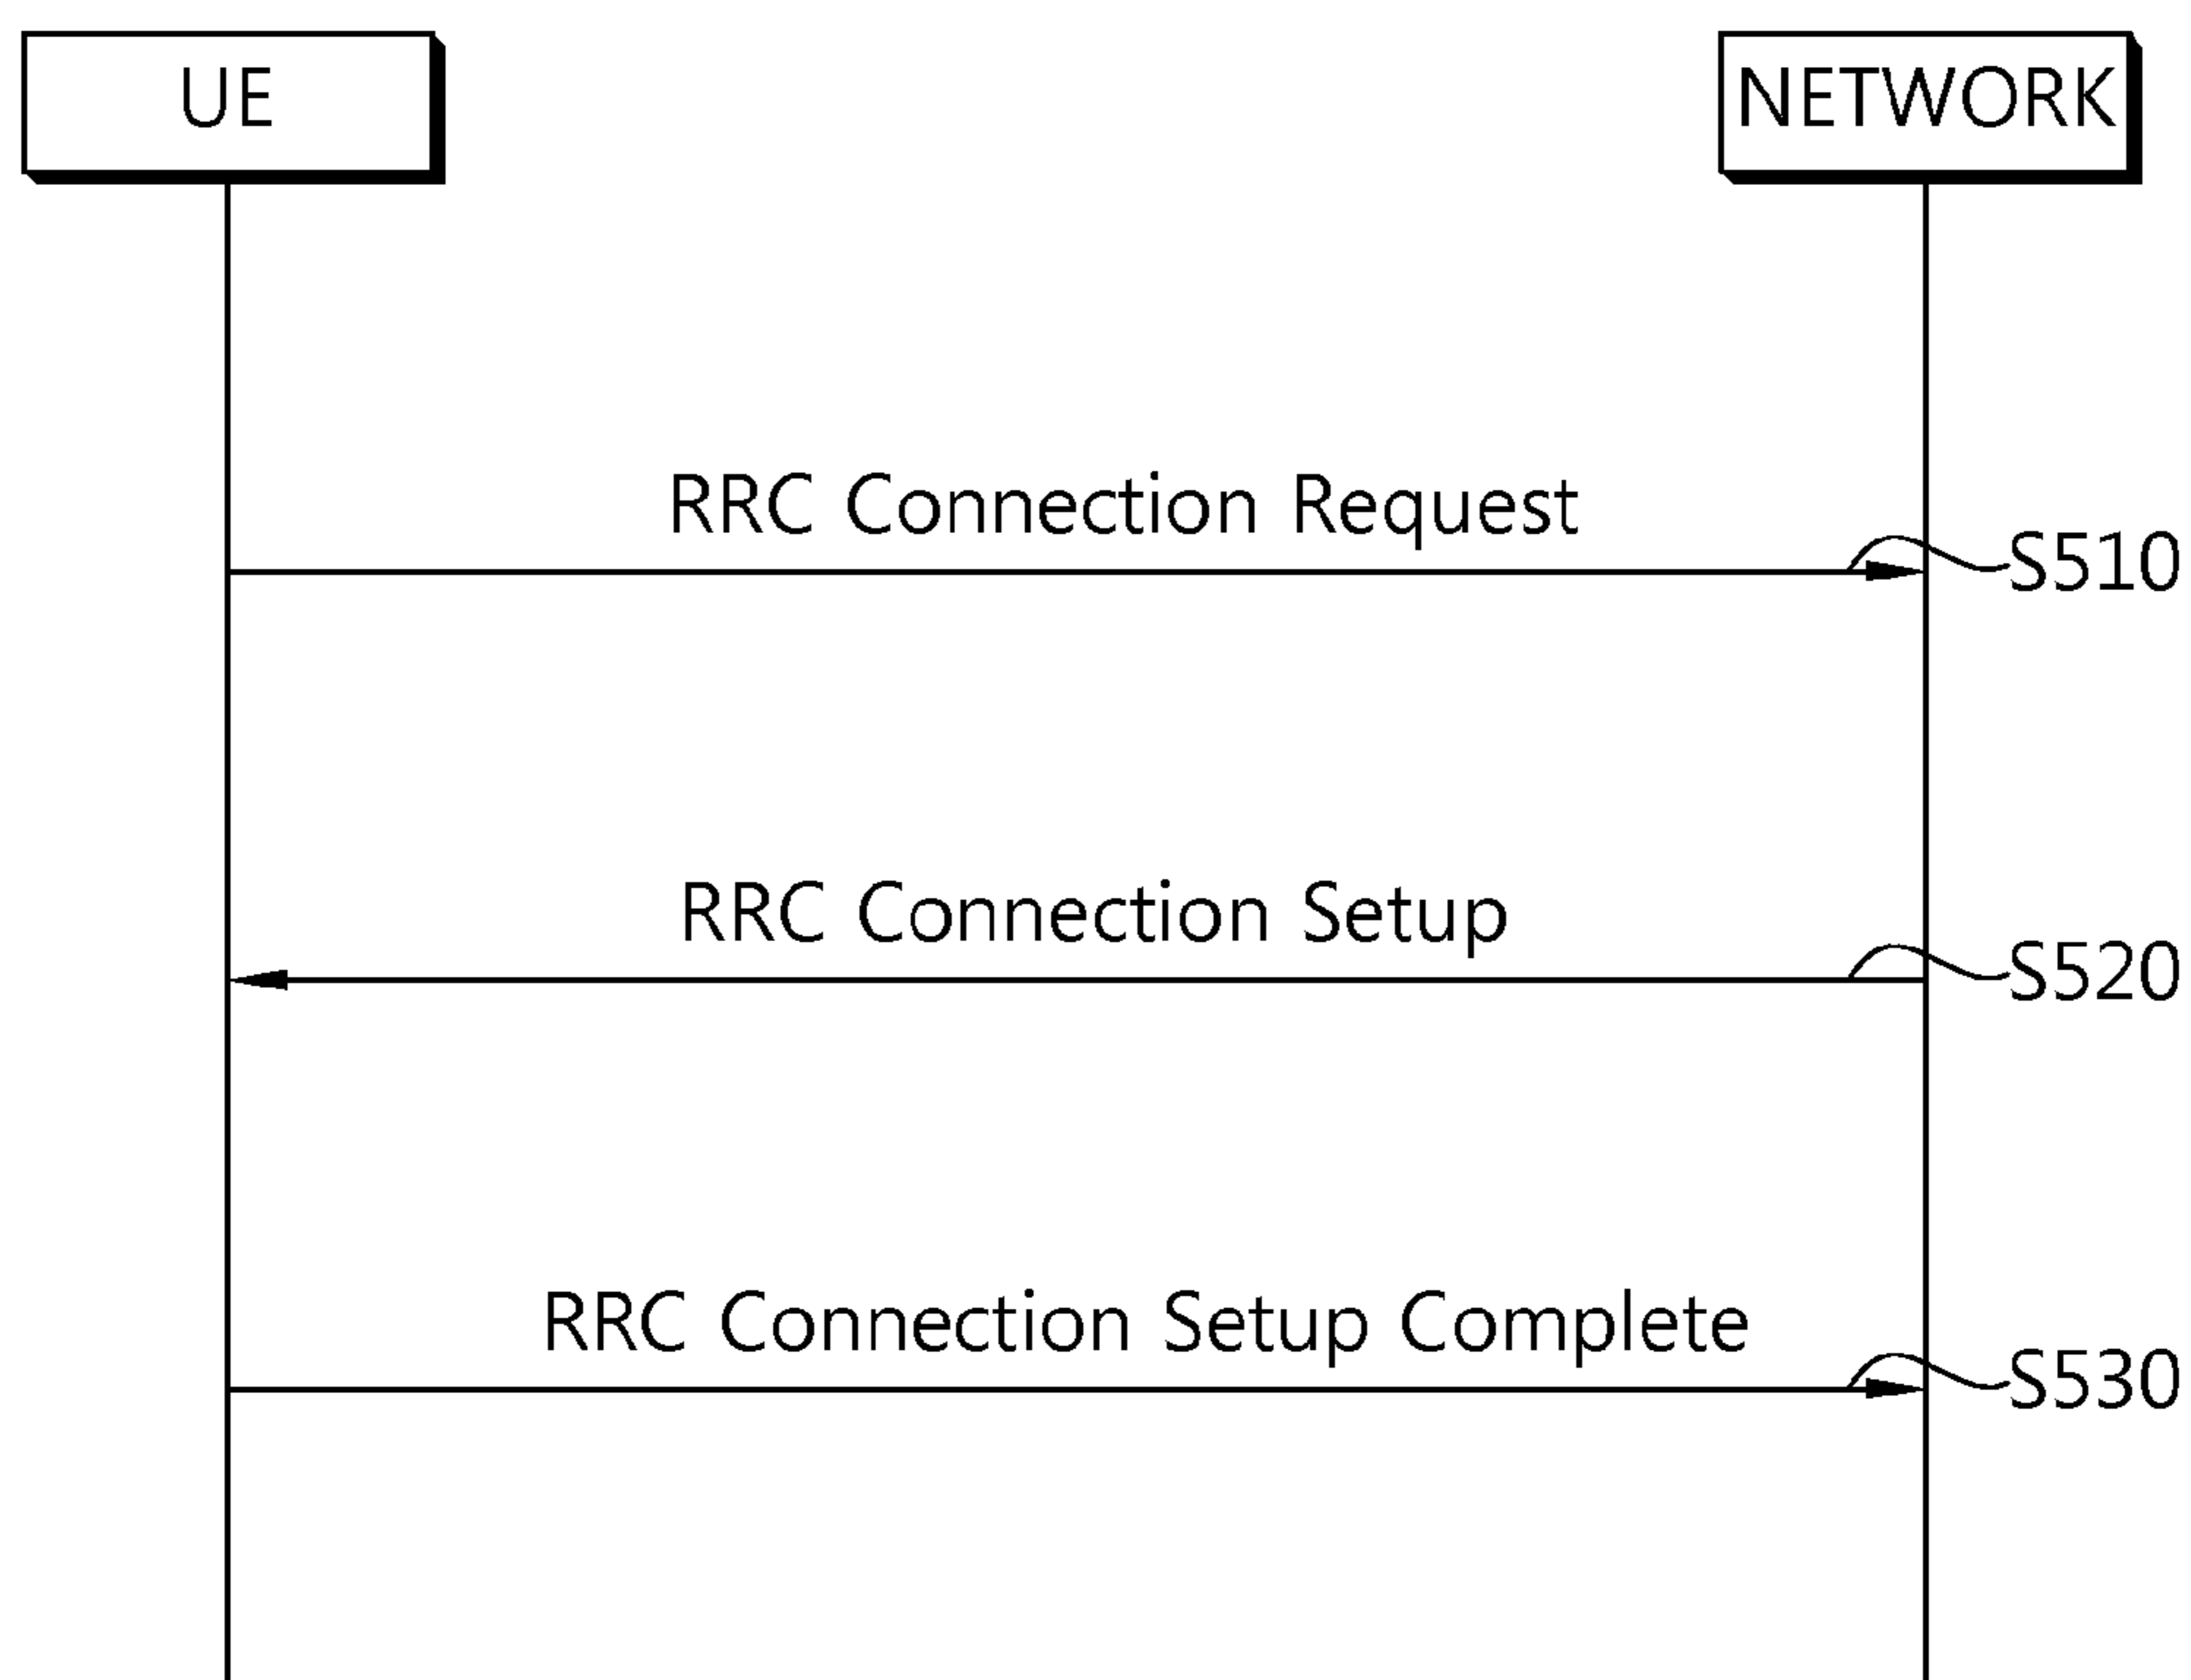 UE
NETWORK
RRC Connection Request
S510
RRC Connection Setup
S520
RRC Connection Setup Complete
S530